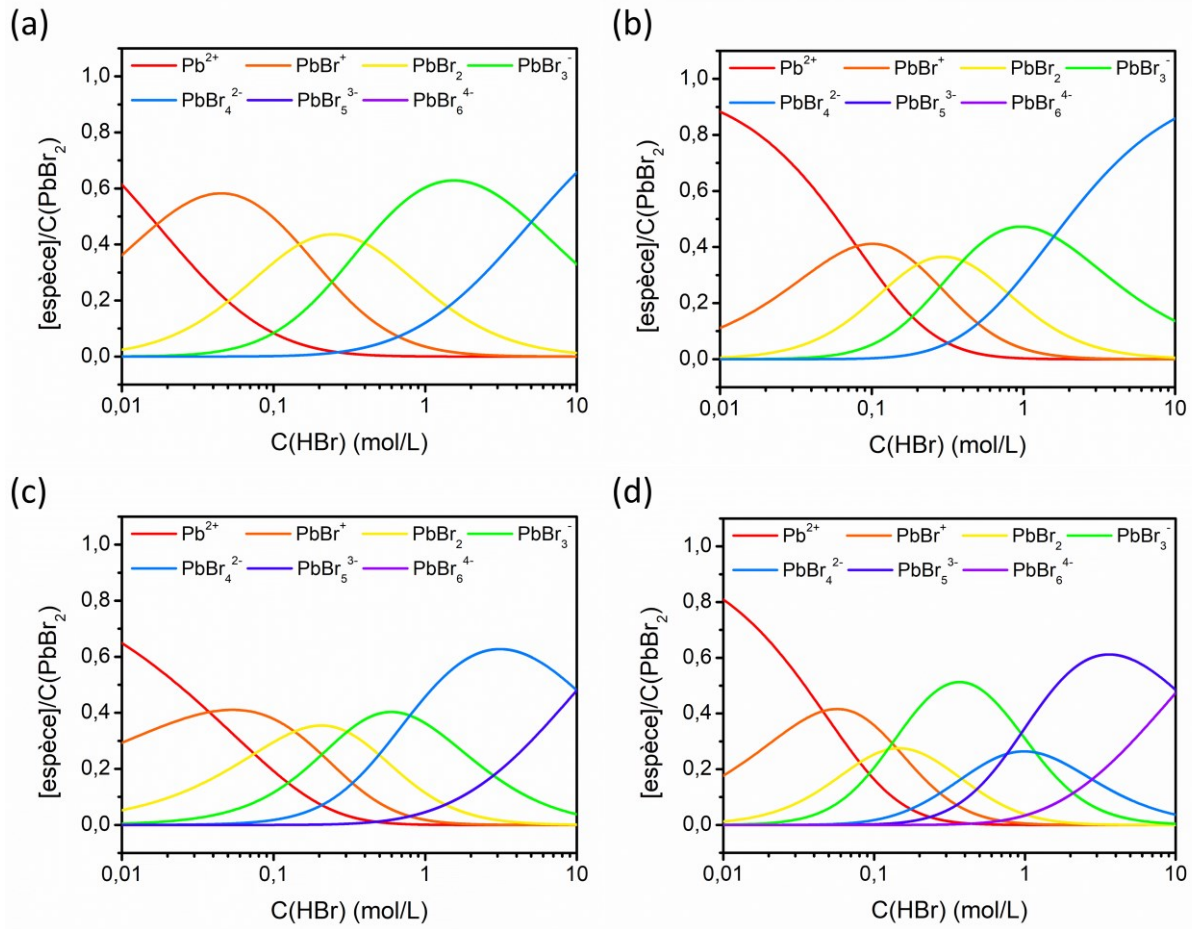 (a)
Pb2+ PbBr+ PbBr2 PbBr3-
PbBr42- PbBr53- PbBr64-
[espèce]/C(PbBr2)
1,0
0,8
0,6
0,4
0,2
0,0
0,01 0,1 1 10
C(HBr) (mol/L)
(b)
Pb2+ PbBr+ PbBr2 PbBr3-
PbBr42- PbBr53- PbBr64-
[espèce]/C(PbBr2)
1,0
0,8
0,6
0,4
0,2
0,0
0,01 0,1 1 10
C(HBr) (mol/L)
(c)
Pb2+ PbBr+ PbBr2 PbBr3-
PbBr42- PbBr53- PbBr64-
[espèce]/C(PbBr2)
1,0
0,8
0,6
0,4
0,2
0,0
0,01 0,1 1 10
C(HBr) (mol/L)
(d)
Pb2+ PbBr+ PbBr2 PbBr3-
PbBr42- PbBr53- PbBr64-
[espèce]/C(PbBr2)
1,0
0,8
0,6
0,4
0,2
0,0
0,01 0,1 1 10
C(HBr) (mol/L)